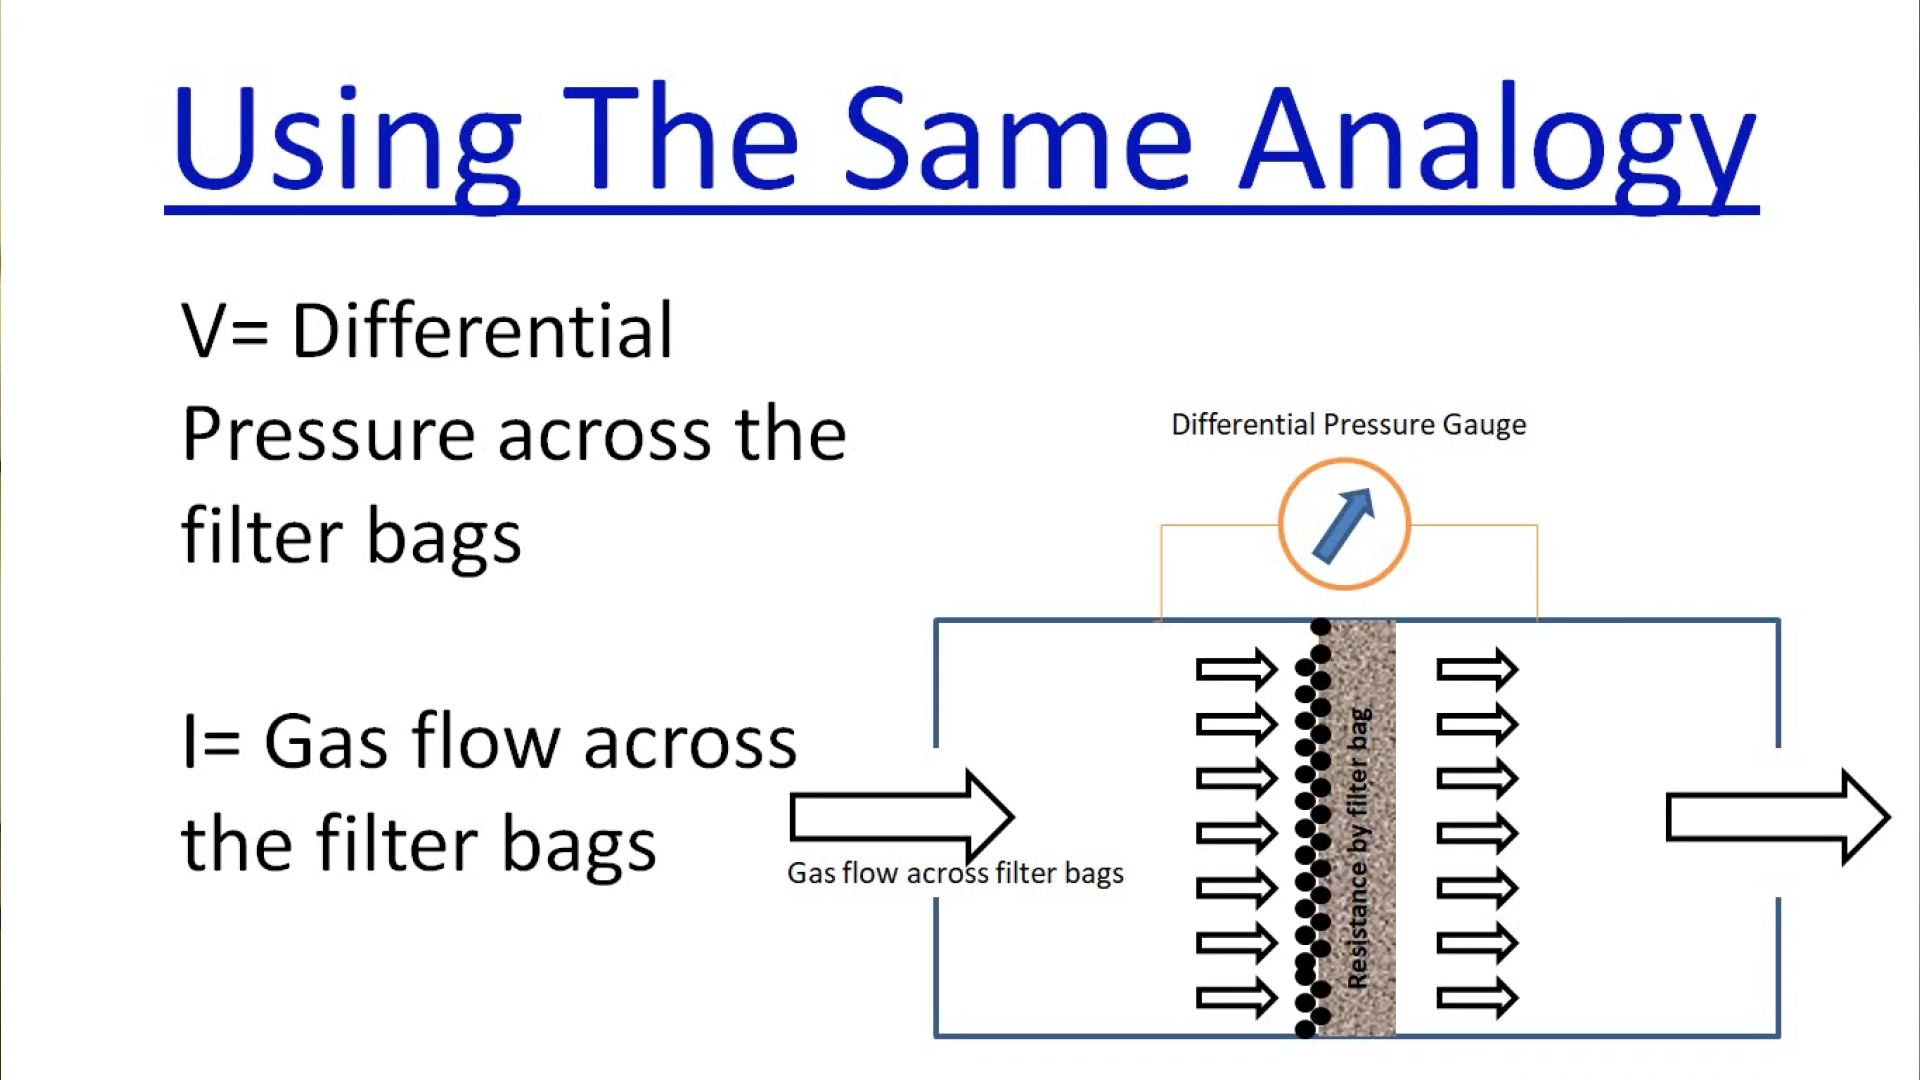 Using The Same Analogy
V= Differential
Pressure across the
filter bags
I= Gas flow across
the filter bags
Differential Pressure Gauge
Gas flow across filter bags
Resistance by filter bag